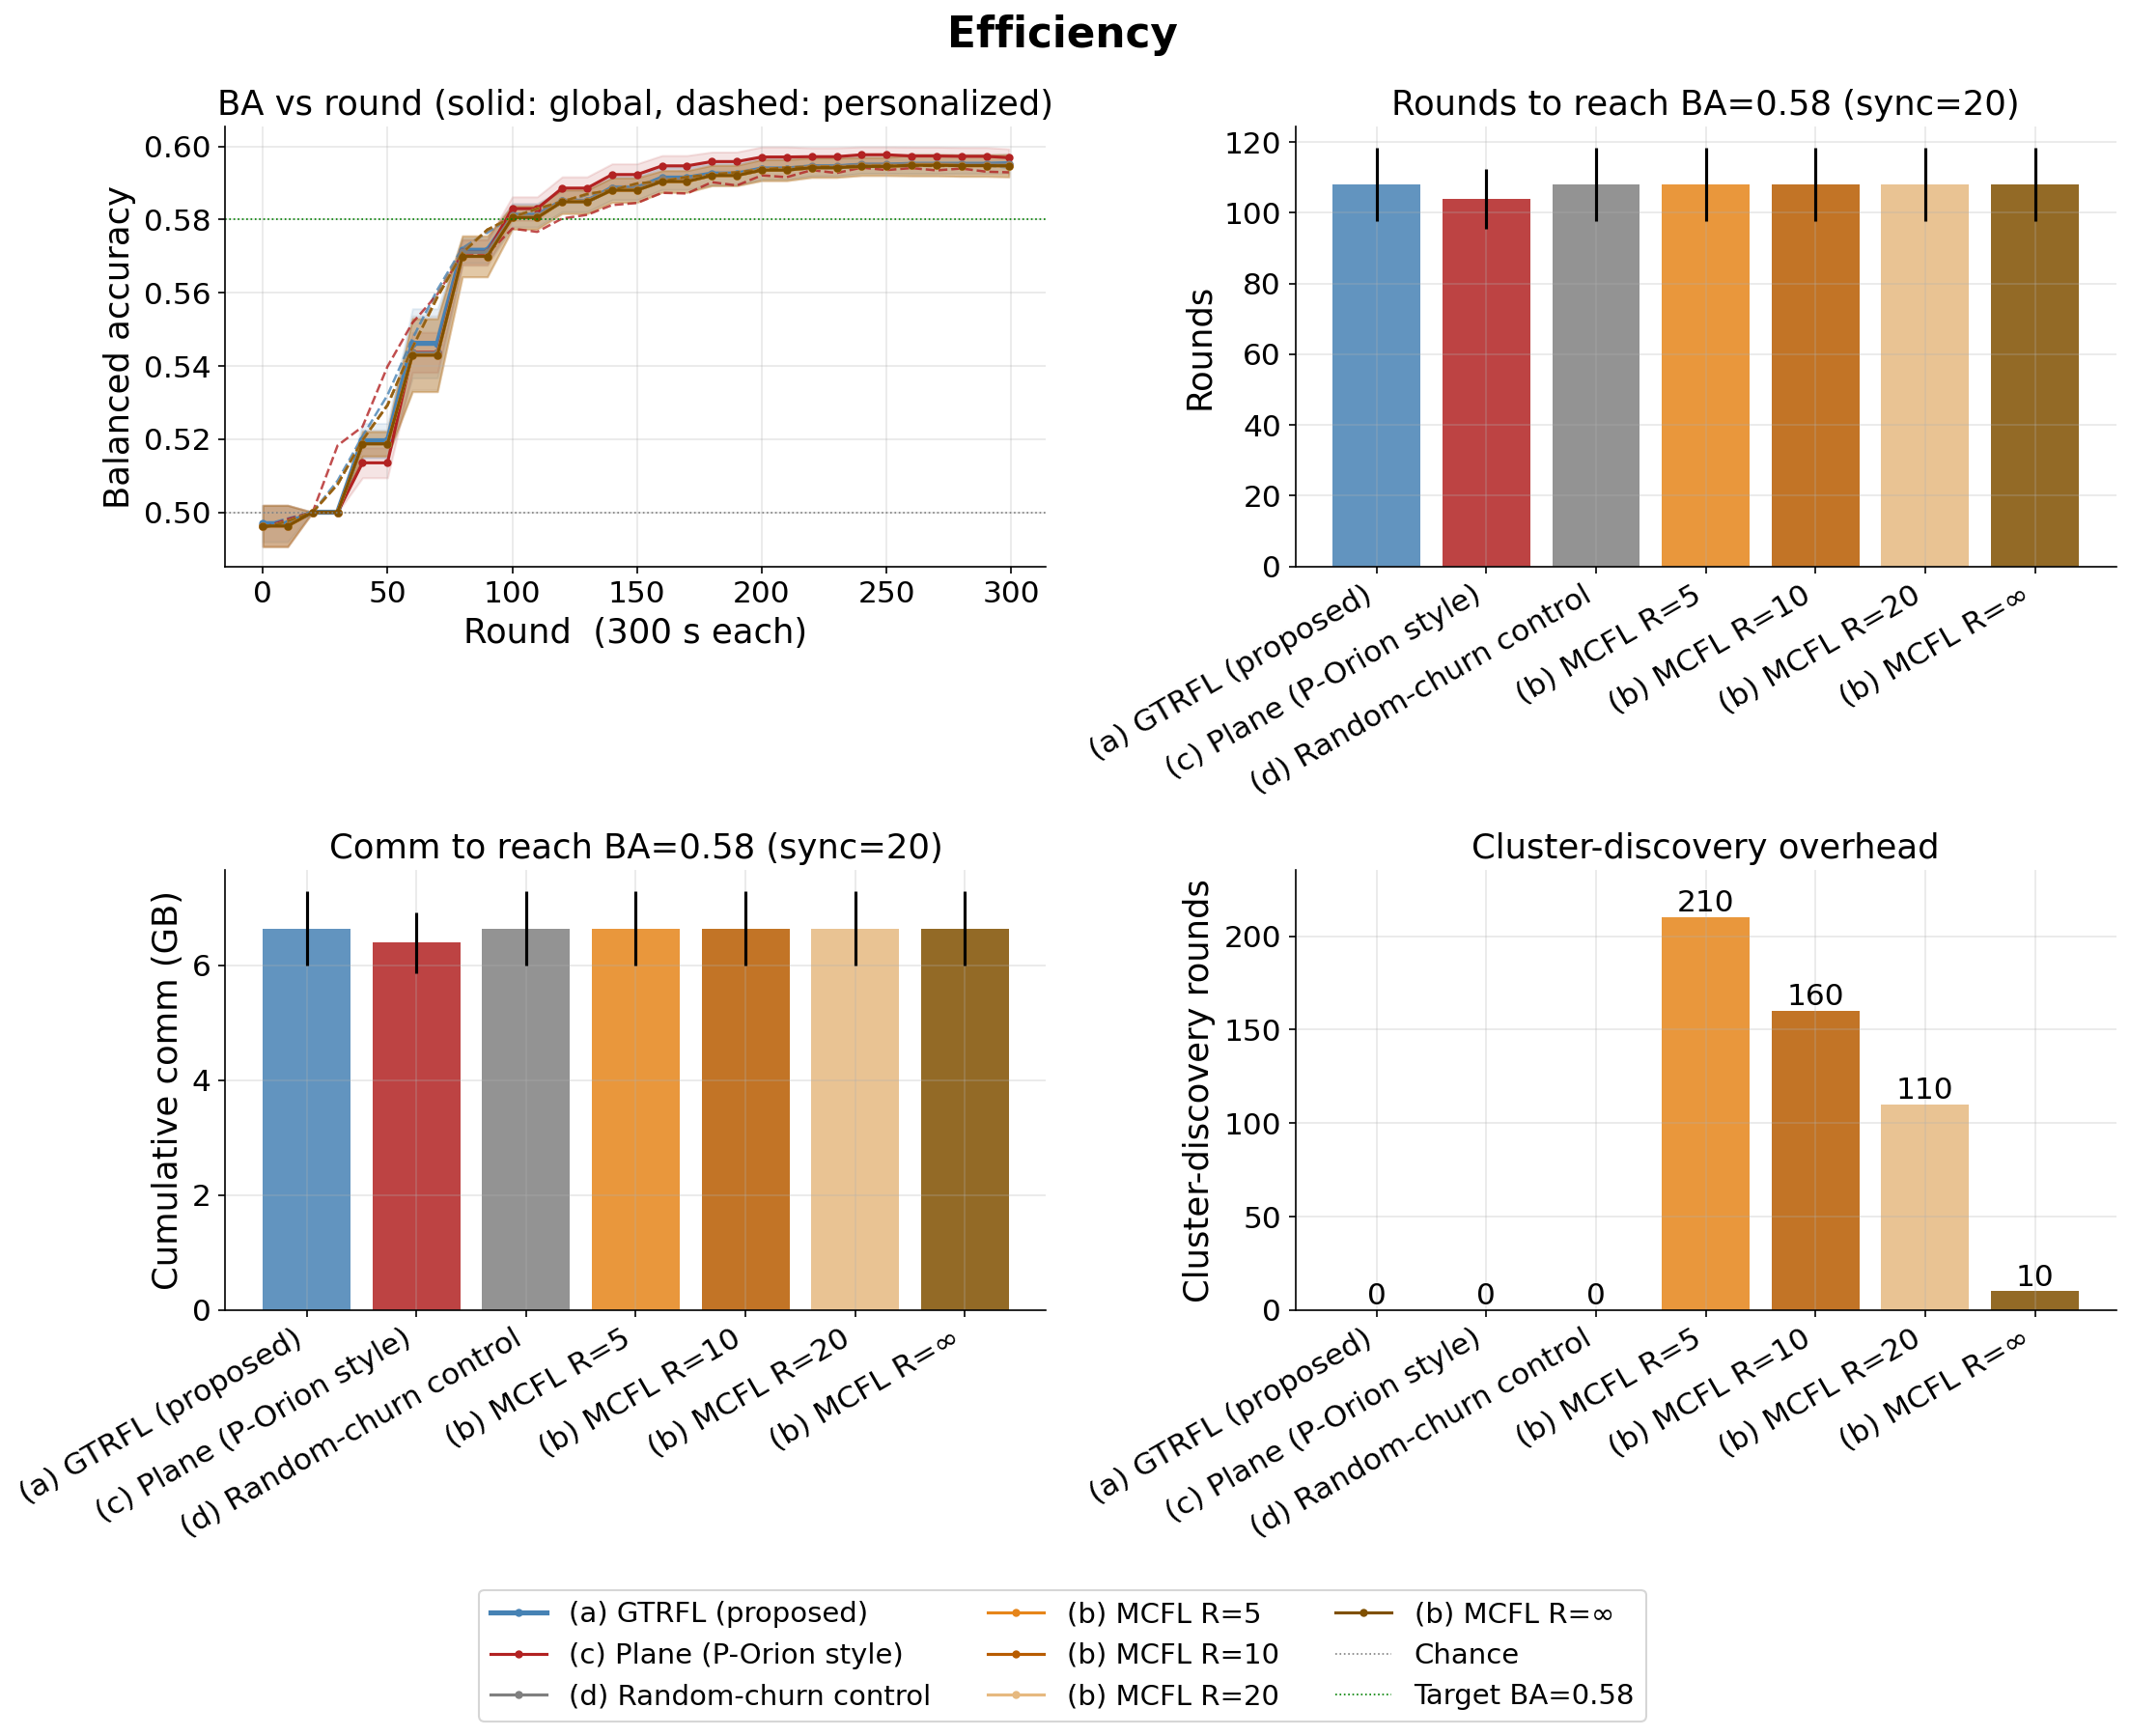 Efficiency
BA vs round (solid: global, dashed: personalized)
Balanced accuracy
0.60
0.58
0.56
0.54
0.52
0.50
0
50
100
150
200
250
300
Round (300 s each)
Rounds to reach BA=0.58 (sync=20)
Rounds
120
100
80
60
40
20
0
(a) GTRFL (proposed)
(c) Plane (P-Orion style)
(d) Random-churn control
(b) MCFL R=5
(b) MCFL R=10
(b) MCFL R=20
(b) MCFL R=∞
Comm to reach BA=0.58 (sync=20)
Cumulative comm (GB)
6
4
2
0
(a) GTRFL (proposed)
(c) Plane (P-Orion style)
(d) Random-churn control
(b) MCFL R=5
(b) MCFL R=10
(b) MCFL R=20
(b) MCFL R=∞
Cluster-discovery overhead
Cluster-discovery rounds
200
150
100
50
0
0
0
0
210
160
110
10
(a) GTRFL (proposed)
(c) Plane (P-Orion style)
(d) Random-churn control
(b) MCFL R=5
(b) MCFL R=10
(b) MCFL R=20
(b) MCFL R=∞
(a) GTRFL (proposed)
(c) Plane (P-Orion style)
(d) Random-churn control
(b) MCFL R=5
(b) MCFL R=10
(b) MCFL R=20
(b) MCFL R=∞
Chance
Target BA=0.58